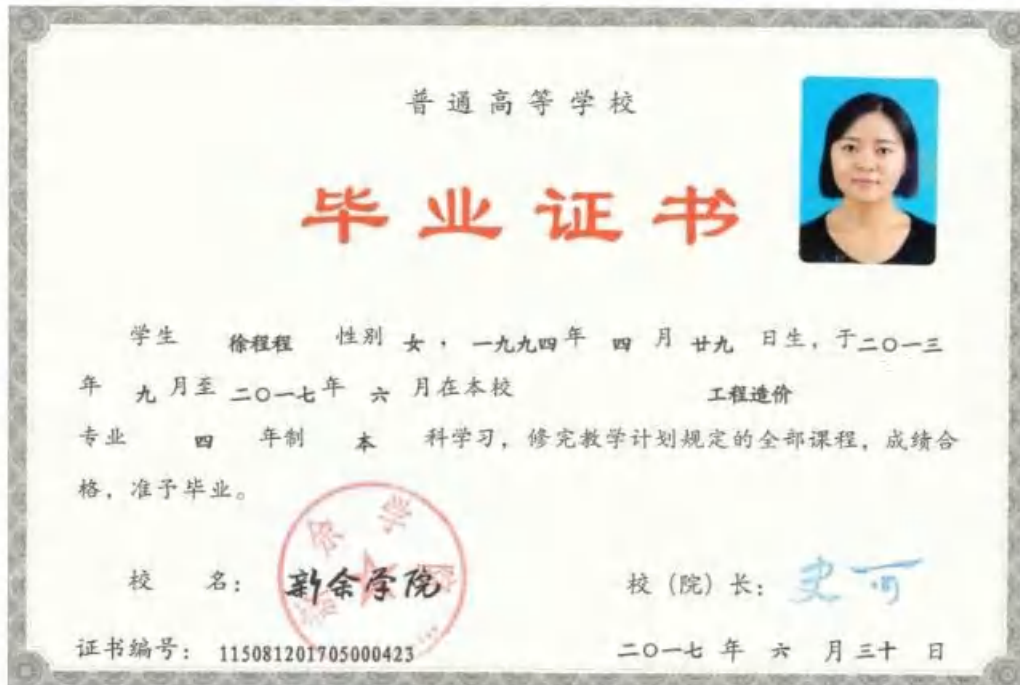 普通高等学校
毕业证书
学生 徐程程 性别 女，一九九四年 四 月 廿九 日生，于二〇一三
年 九 月至 二〇一七年 六 月在本校 工程造价
专业 四 年制 本 科学习，修完教学计划规定的全部课程，成绩合
格，准予毕业。
校 名： 新余学院
校（院）长：
证书编号： 115081201705000423
二〇一七 年 六 月三十 日